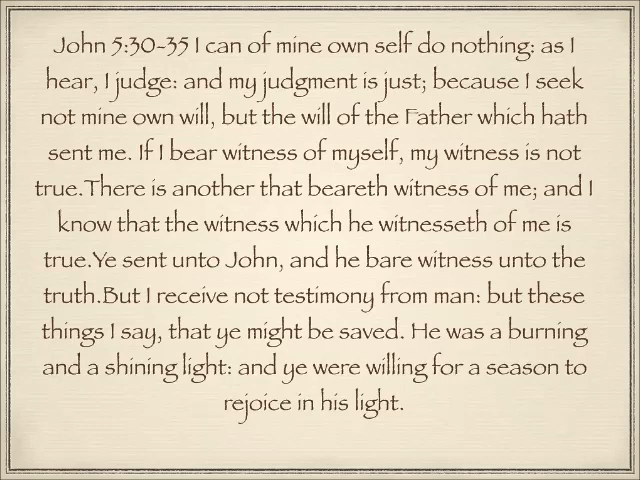 John 5:30-35 I can of mine own self do nothing: as I
hear, I judge: and my judgment is just; because I seek
not mine own will, but the will of the Father which hath
sent me. If I bear witness of myself, my witness is not
true.There is another that beareth witness of me; and I
know that the witness which he witnesseth of me is
true.Ye sent unto John, and he bare witness unto the
truth.But I receive not testimony from man: but these
things I say, that ye might be saved. He was a burning
and a shining light: and ye were willing for a season to
rejoice in his light.